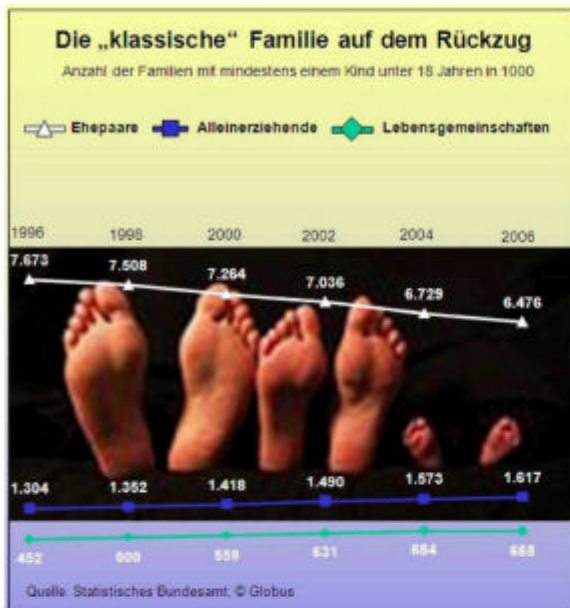 Die „klassische“ Familie auf dem Rückzug
Anzahl der Familien mit mindestens einem Kind unter 18 Jahren in 1000
Ehepaare Alleinerziehende Lebensgemeinschaften
1996 1998 2000 2002 2004 2006
7.673 7.508 7.264 7.036 6.729 6.476
1.304 1.352 1.418 1.490 1.573 1.617
452 500 559 631 684 668
Quelle: Statistisches Bundesamt; © Globus